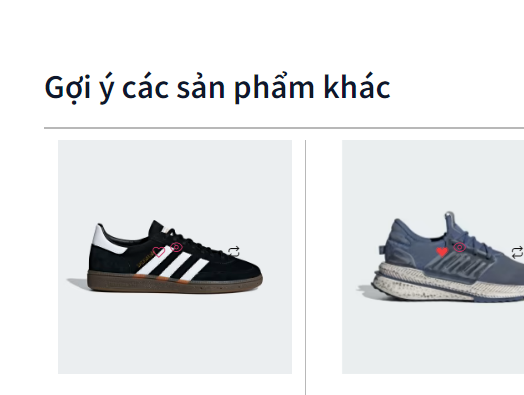 Gợi ý các sản phẩm khác